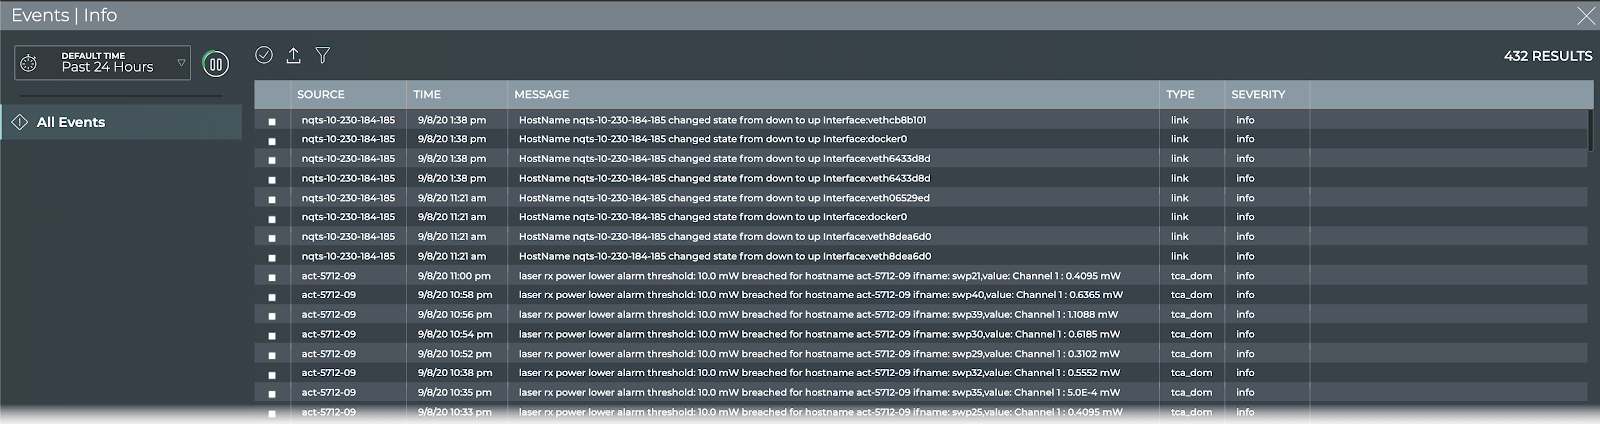 Events | Info
DEFAULT TIME
Past 24 Hours
432 RESULTS
All Events
SOURCE TIME MESSAGE TYPE SEVERITY
nqts-10-230-184-185 9/8/20 1:38 pm HostName nqts-10-230-184-185 changed state from down to up Interface:vethcb8b101 link info
nqts-10-230-184-185 9/8/20 1:38 pm HostName nqts-10-230-184-185 changed state from down to up Interface:docker0 link info
nqts-10-230-184-185 9/8/20 1:38 pm HostName nqts-10-230-184-185 changed state from down to up Interface:veth6433d8d link info
nqts-10-230-184-185 9/8/20 1:38 pm HostName nqts-10-230-184-185 changed state from down to up Interface:veth6433d8d link info
nqts-10-230-184-185 9/8/20 11:21 am HostName nqts-10-230-184-185 changed state from down to up Interface:veth06529ed link info
nqts-10-230-184-185 9/8/20 11:21 am HostName nqts-10-230-184-185 changed state from down to up Interface:docker0 link info
nqts-10-230-184-185 9/8/20 11:21 am HostName nqts-10-230-184-185 changed state from down to up Interface:veth8dea6d0 link info
nqts-10-230-184-185 9/8/20 11:21 am HostName nqts-10-230-184-185 changed state from down to up Interface:veth8dea6d0 link info
act-5712-09 9/8/20 11:00 pm laser rx power lower alarm threshold: 10.0 mW breached for hostname act-5712-09 ifname: swp21,value: Channel 1 : 0.4095 mW tca_dom info
act-5712-09 9/8/20 10:58 pm laser rx power lower alarm threshold: 10.0 mW breached for hostname act-5712-09 ifname: swp40,value: Channel 1 : 0.6365 mW tca_dom info
act-5712-09 9/8/20 10:56 pm laser rx power lower alarm threshold: 10.0 mW breached for hostname act-5712-09 ifname: swp39,value: Channel 1 : 1.1088 mW tca_dom info
act-5712-09 9/8/20 10:54 pm laser rx power lower alarm threshold: 10.0 mW breached for hostname act-5712-09 ifname: swp30,value: Channel 1 : 0.6185 mW tca_dom info
act-5712-09 9/8/20 10:52 pm laser rx power lower alarm threshold: 10.0 mW breached for hostname act-5712-09 ifname: swp29,value: Channel 1 : 0.3102 mW tca_dom info
act-5712-09 9/8/20 10:38 pm laser rx power lower alarm threshold: 10.0 mW breached for hostname act-5712-09 ifname: swp32,value: Channel 1 : 0.5552 mW tca_dom info
act-5712-09 9/8/20 10:35 pm laser rx power lower alarm threshold: 10.0 mW breached for hostname act-5712-09 ifname: swp35,value: Channel 1 : 5.0E-4 mW tca_dom info
act-5712-09 9/8/20 10:33 pm laser rx power lower alarm threshold: 10.0 mW breached for hostname act-5712-09 ifname: swp25,value: Channel 1 : 0.4095 mW tca_dom info